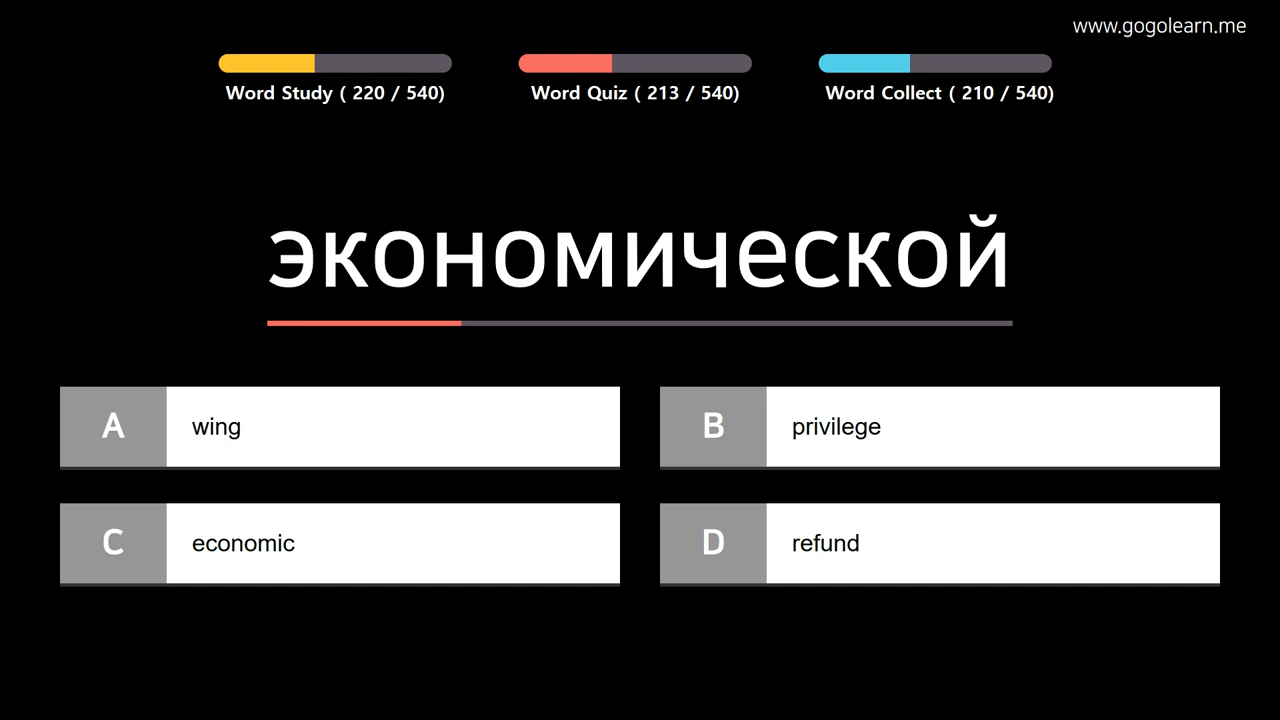 www.gogolearn.me
Word Study ( 220 / 540)
Word Quiz ( 213 / 540)
Word Collect ( 210 / 540)
экономической
A wing
B privilege
C economic
D refund